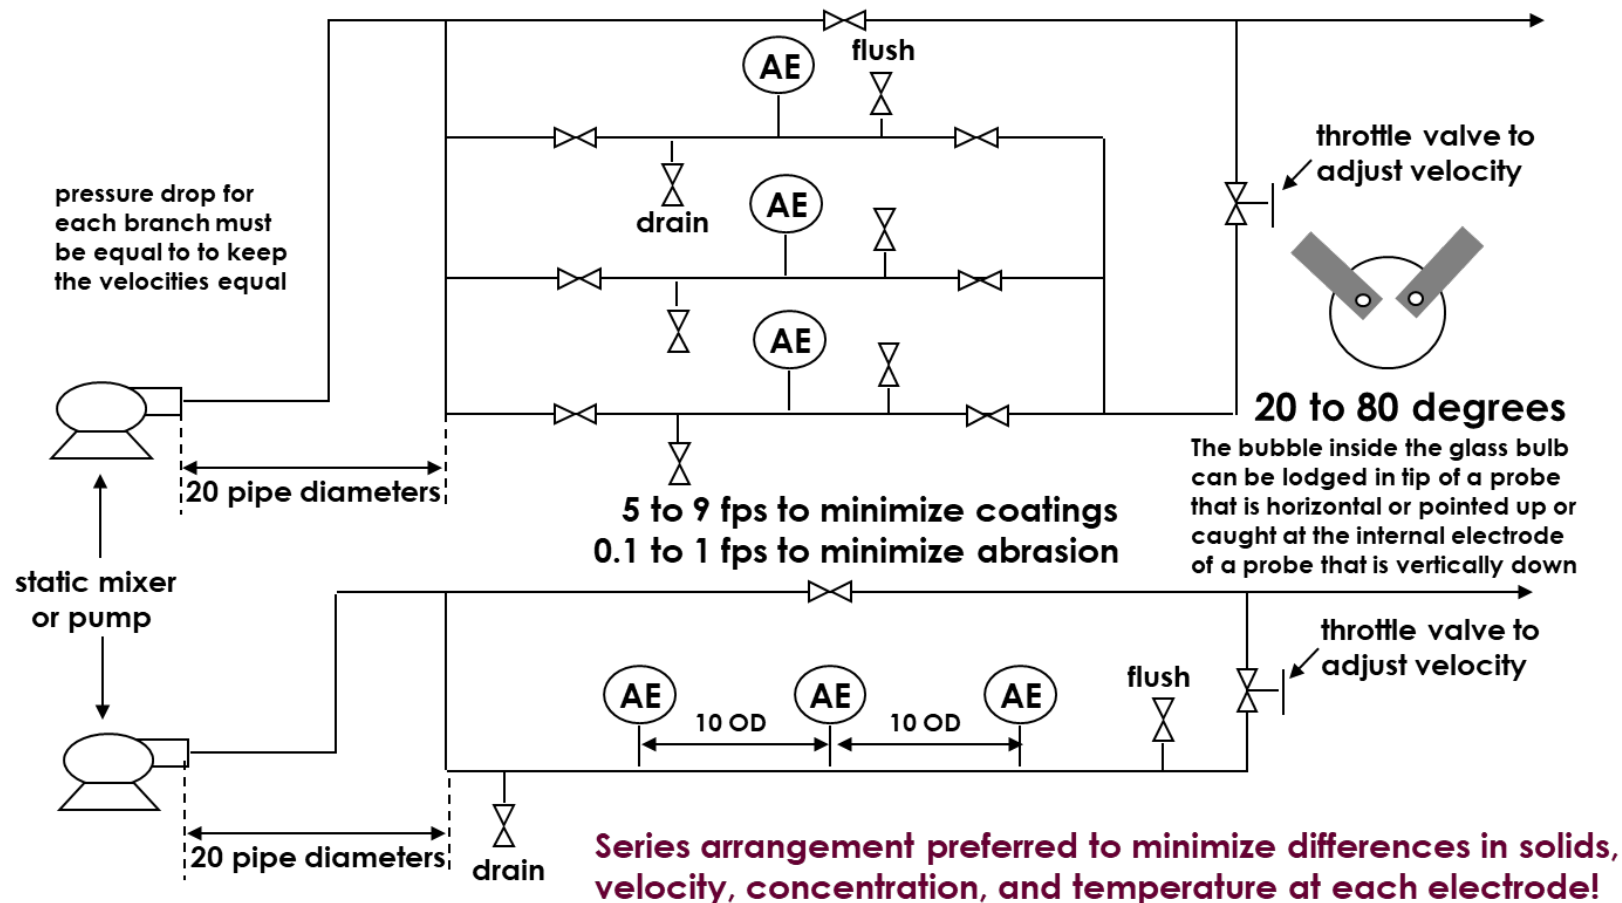 flush
AE
throttle valve to
adjust velocity
pressure drop for
each branch must
be equal to to keep
the velocities equal
drain
AE
AE
20 pipe diameters
20 to 80 degrees
The bubble inside the glass bulb
can be lodged in tip of a probe
that is horizontal or pointed up or
caught at the internal electrode
of a probe that is vertically down
5 to 9 fps to minimize coatings
0.1 to 1 fps to minimize abrasion
static mixer
or pump
throttle valve to
adjust velocity
AE
AE
AE
flush
10 OD
10 OD
20 pipe diameters
drain
Series arrangement preferred to minimize differences in solids,
velocity, concentration, and temperature at each electrode!